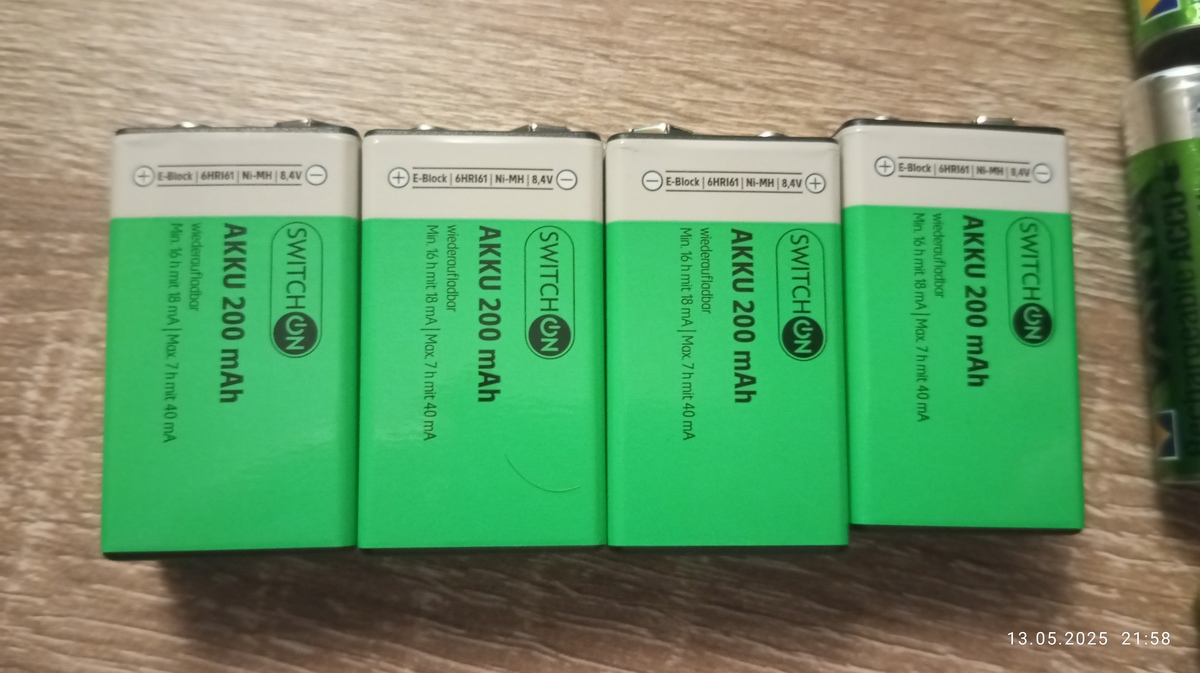 + E-Block | 6HR161 | Ni-MH | 8,4V −
SWITCH ON
AKKU 200 mAh
wiederaufladbar
Min. 16 h mit 18 mA | Max. 7 h mit 40 mA
+ E-Block | 6HR161 | Ni-MH | 8,4V −
SWITCH ON
AKKU 200 mAh
wiederaufladbar
Min. 16 h mit 18 mA | Max. 7 h mit 40 mA
− E-Block | 6HR161 | Ni-MH | 8,4V +
SWITCH ON
AKKU 200 mAh
wiederaufladbar
Min. 16 h mit 18 mA | Max. 7 h mit 40 mA
+ E-Block | 6HR161 | Ni-MH | 8,4V −
SWITCH ON
AKKU 200 mAh
wiederaufladbar
Min. 16 h mit 18 mA | Max. 7 h mit 40 mA
13.05.2025 21:58